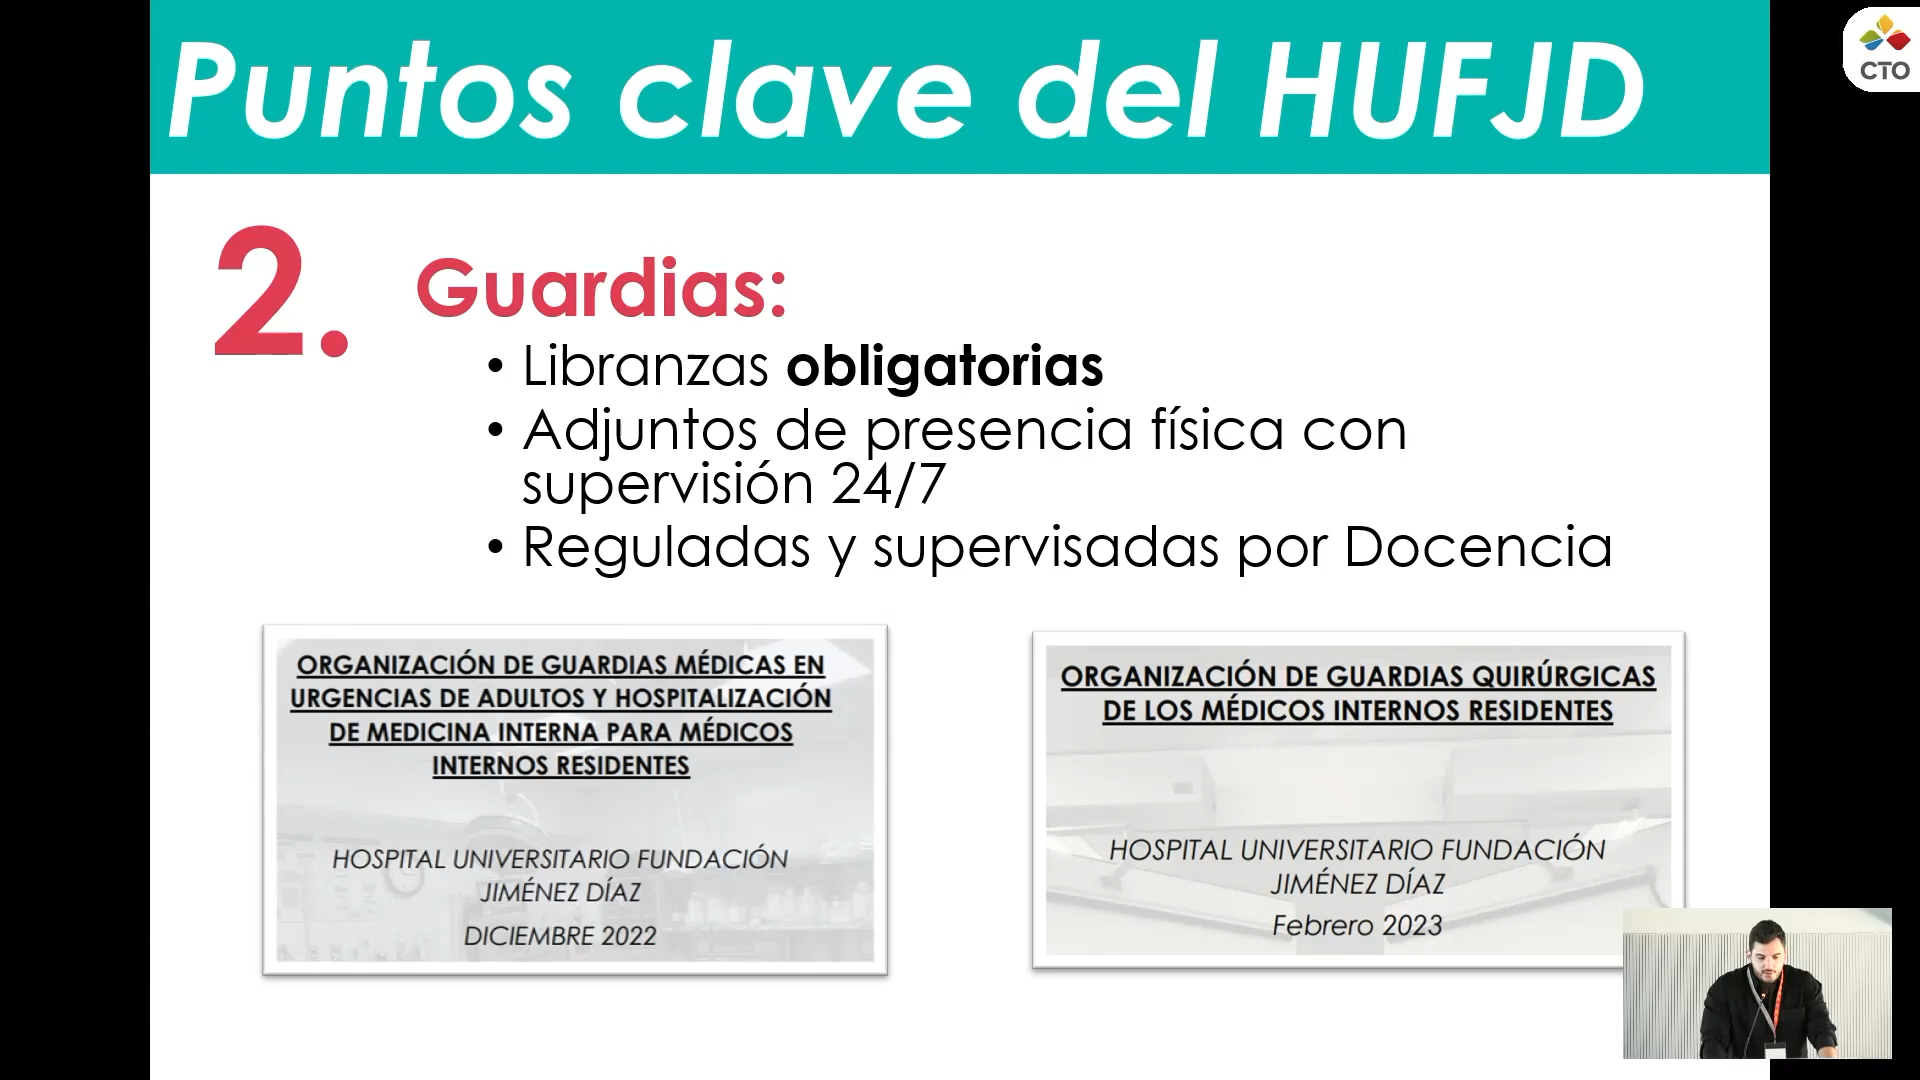 Puntos clave del HUFJD
CTO
2.
Guardias:
• Libranzas obligatorias
• Adjuntos de presencia física con
supervisión 24/7
• Reguladas y supervisadas por Docencia
ORGANIZACIÓN DE GUARDIAS MÉDICAS EN
URGENCIAS DE ADULTOS Y HOSPITALIZACIÓN
DE MEDICINA INTERNA PARA MÉDICOS
INTERNOS RESIDENTES
HOSPITAL UNIVERSITARIO FUNDACIÓN
JIMÉNEZ DÍAZ
DICIEMBRE 2022
ORGANIZACIÓN DE GUARDIAS QUIRÚRGICAS
DE LOS MÉDICOS INTERNOS RESIDENTES
HOSPITAL UNIVERSITARIO FUNDACIÓN
JIMÉNEZ DÍAZ
Febrero 2023